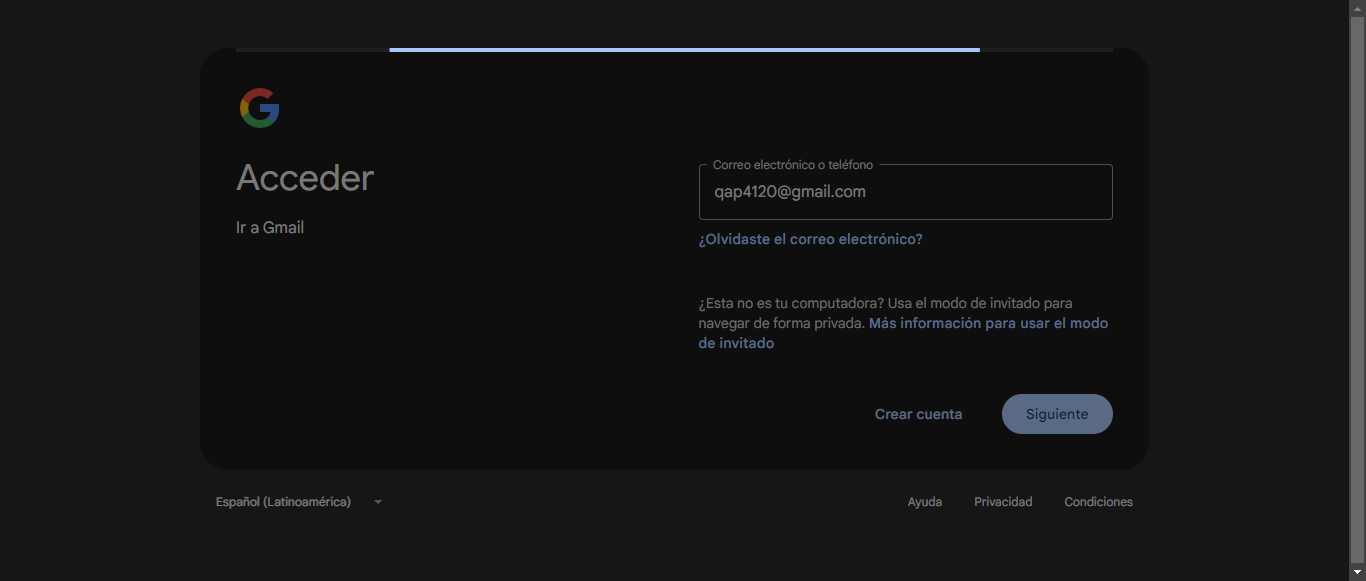 Acceder
Ir a Gmail
Correo electrónico o teléfono
qap4120@gmail.com
¿Olvidaste el correo electrónico?
¿Esta no es tu computadora? Usa el modo de invitado para
navegar de forma privada. Más información para usar el modo
de invitado
Crear cuenta
Siguiente
Español (Latinoamérica)
Ayuda
Privacidad
Condiciones